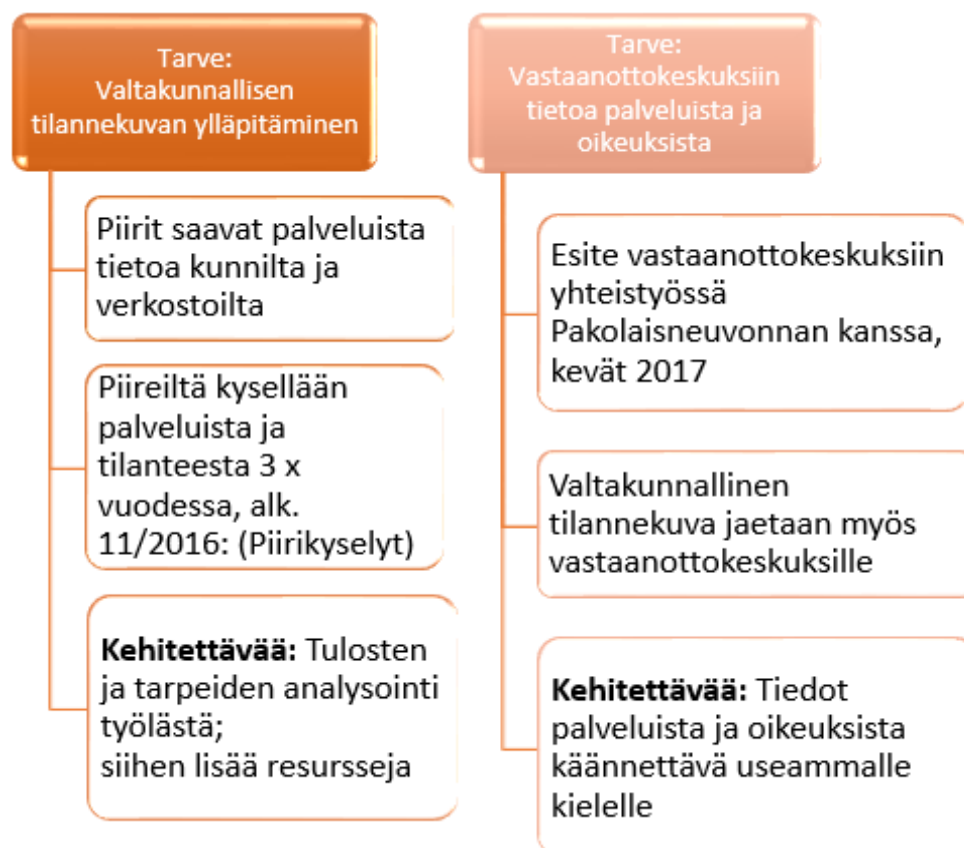 Tarve:
Valtakunnallisen
tilannekuvan ylläpitäminen
Piirit saavat palveluista
tietoa kunnilta ja
verkostoilta
Piireiltä kysellään
palveluista ja
tilanteesta 3 x
vuodessa, alk.
11/2016: (Piirikyselyt)
Kehitettävää: Tulosten
ja tarpeiden analysointi
työlästä;
siihen lisää resursseja
Tarve:
Vastaanottokeskuksiin
tietoa palveluista ja
oikeuksista
Esite vastaanottokeskuksiin
yhteistyössä
Pakolaisneuvonnan kanssa,
kevät 2017
Valtakunnallinen
tilannekuva jaetaan myös
vastaanottokeskuksille
Kehitettävää: Tiedot
palveluista ja oikeuksista
käännettävä useammalle
kielelle